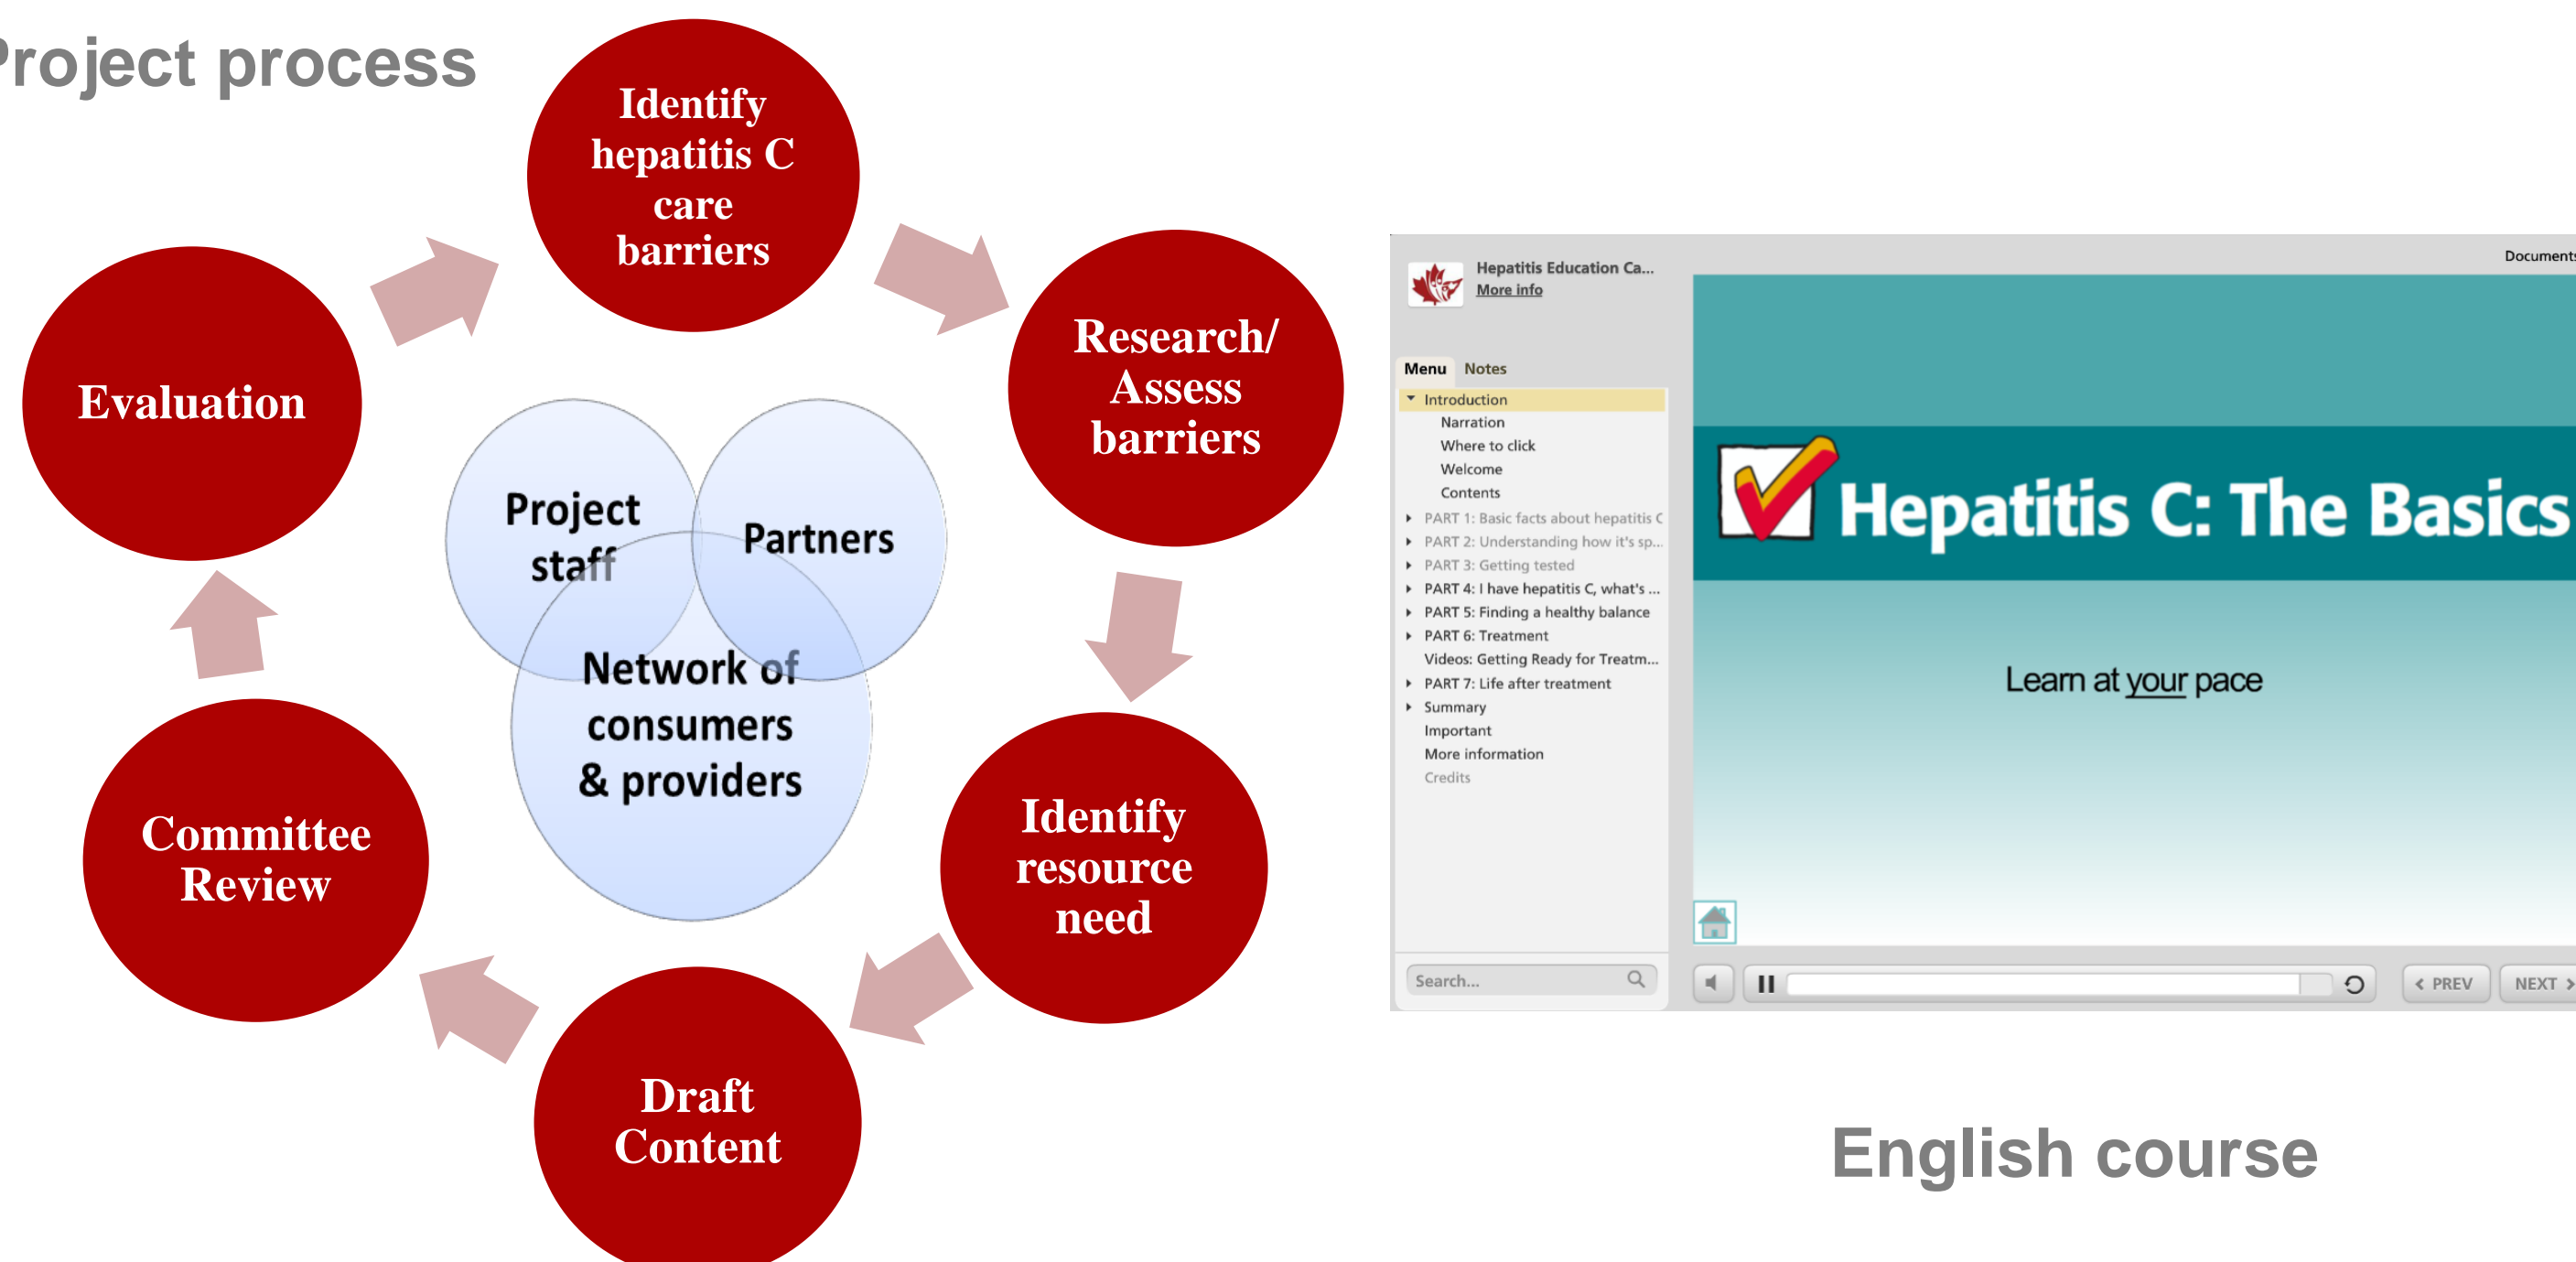 Project process
Identify
hepatitis C
care
barriers
Research/
Assess
barriers
Identify
resource
need
Draft
Content
Committee
Review
Evaluation
Project
staff
Partners
Network of
consumers
& providers
Hepatitis Education Ca...
More info
Documents
Menu Notes
Introduction
Narration
Where to click
Welcome
Contents
PART 1: Basic facts about hepatitis C
PART 2: Understanding how it's sp...
PART 3: Getting tested
PART 4: I have hepatitis C, what's ...
PART 5: Finding a healthy balance
PART 6: Treatment
Videos: Getting Ready for Treatm...
PART 7: Life after treatment
Summary
Important
More information
Credits
Search...
Hepatitis C: The Basics
Learn at your pace
< PREV NEXT >
English course